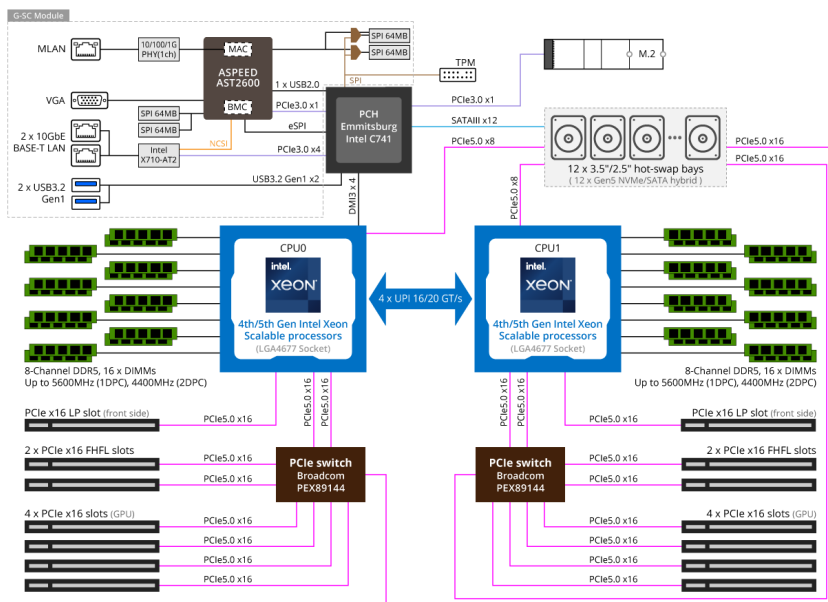 G-SC Module
MLAN
10/100/1G
PHY(1ch)
MAC
ASPEED
AST2600
BMC
SPI 64MB
SPI 64MB
SPI
TPM
M.2
VGA
1 x USB2.0
PCIe3.0 x1
PCIe3.0 x1
SPI 64MB
SPI 64MB
PCH
Emmitsburg
Intel C741
SATAIII x12
eSPI
NCSI
2 x 10GbE
BASE-T LAN
Intel
X710-AT2
PCIe3.0 x4
PCIe5.0 x8
PCIe5.0 x16
PCIe5.0 x16
12 x 3.5"/2.5" hot-swap bays
( 12 x Gen5 NVMe/SATA hybrid )
2 x USB3.2
Gen1
USB3.2 Gen1 x2
DMI3 x 4
PCIe5.0 x8
CPU0
intel.
xeon
4th/5th Gen Intel Xeon
Scalable processors
(LGA4677 Socket)
4 x UPI 16/20 GT/s
CPU1
intel.
xeon
4th/5th Gen Intel Xeon
Scalable processors
(LGA4677 Socket)
8-Channel DDR5, 16 x DIMMs
Up to 5600MHz (1DPC), 4400MHz (2DPC)
8-Channel DDR5, 16 x DIMMs
Up to 5600MHz (1DPC), 4400MHz (2DPC)
PCIe5.0 x16
PCIe5.0 x16
PCIe5.0 x16
PCIe5.0 x16
PCIe x16 LP slot (front side)
PCIe5.0 x16
PCIe5.0 x16
PCIe x16 LP slot (front side)
2 x PCIe x16 FHFL slots
PCIe5.0 x16
PCIe5.0 x16
PCIe switch
Broadcom
PEX89144
PCIe switch
Broadcom
PEX89144
2 x PCIe x16 FHFL slots
PCIe5.0 x16
PCIe5.0 x16
4 x PCIe x16 slots (GPU)
PCIe5.0 x16
PCIe5.0 x16
PCIe5.0 x16
PCIe5.0 x16
4 x PCIe x16 slots (GPU)
PCIe5.0 x16
PCIe5.0 x16
PCIe5.0 x16
PCIe5.0 x16